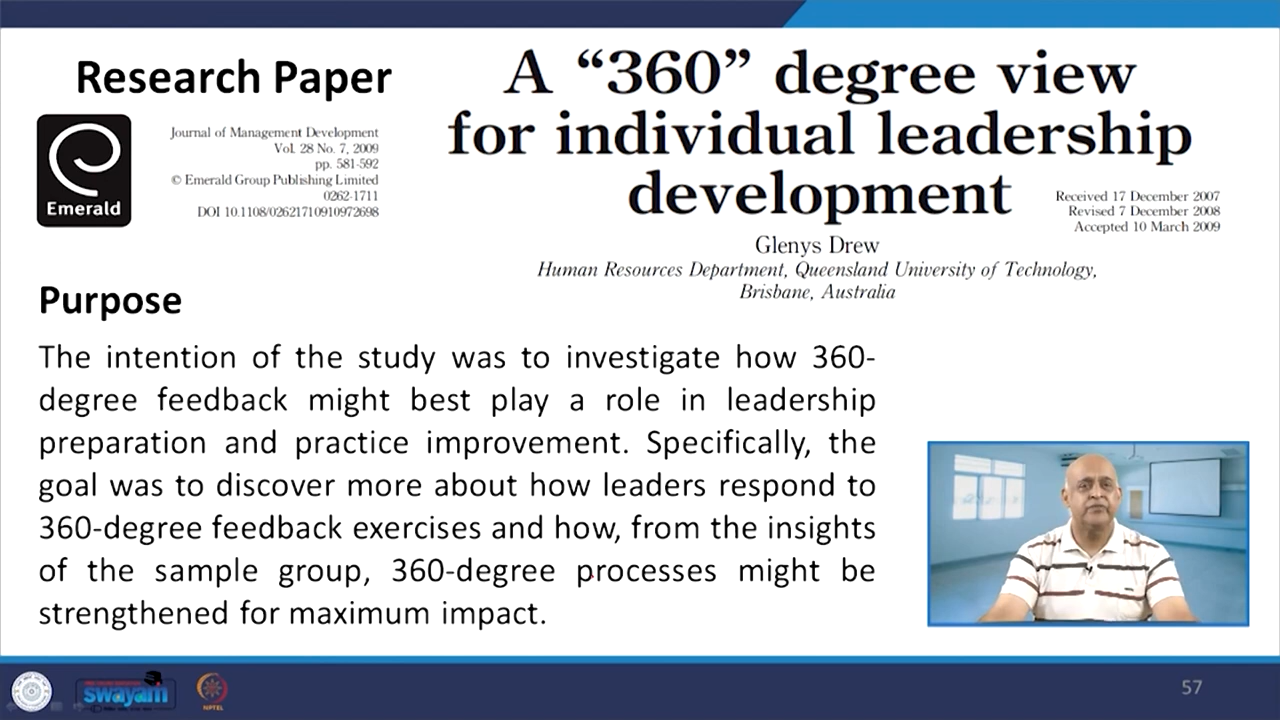 Research Paper
Emerald
Journal of Management Development
Vol. 28 No. 7, 2009
pp. 581-592
© Emerald Group Publishing Limited
0262-1711
DOI 10.1108/02621710910972698
A “360” degree view
for individual leadership
development
Received 17 December 2007
Revised 7 December 2008
Accepted 10 March 2009
Glenys Drew
Human Resources Department, Queensland University of Technology,
Brisbane, Australia
Purpose
The intention of the study was to investigate how 360-
degree feedback might best play a role in leadership
preparation and practice improvement. Specifically, the
goal was to discover more about how leaders respond to
360-degree feedback exercises and how, from the insights
of the sample group, 360-degree processes might be
strengthened for maximum impact.
swayam
NPTEL
57